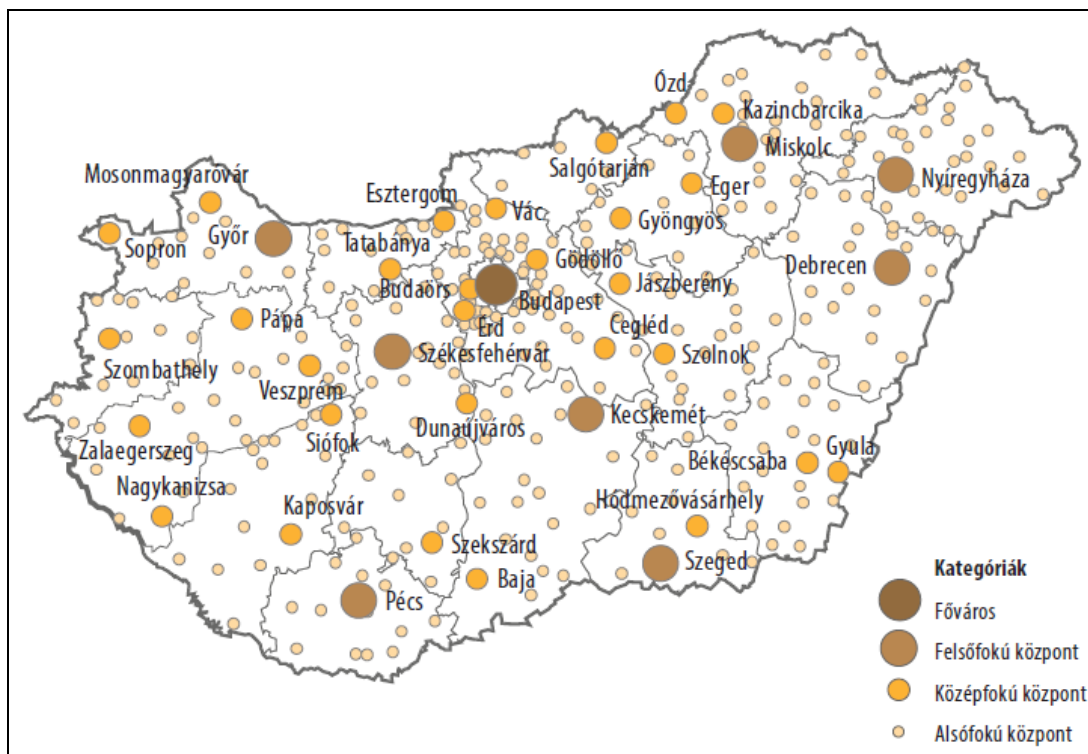 Ózd
Kazincbarcika
Miskolc
Salgótarján
Mosonmagyaróvár
Esztergom
Eger
Nyíregyháza
Vác
Gyöngyös
Sopron
Győr
Tatabánya
Gödöllő
Debrecen
Budaörs
Jászberény
Budapest
Pápa
Érd
Cegléd
Székesfehérvár
Szolnok
Szombathely
Veszprém
Kecskemét
Dunaújváros
Siófok
Zalaegerszeg
Gyula
Békéscsaba
Nagykanizsa
Hódmezővásárhely
Kaposvár
Szekszárd
Szeged
Baja
Pécs
Kategóriák
Főváros
Felsőfokú központ
Középfokú központ
Alsófokú központ